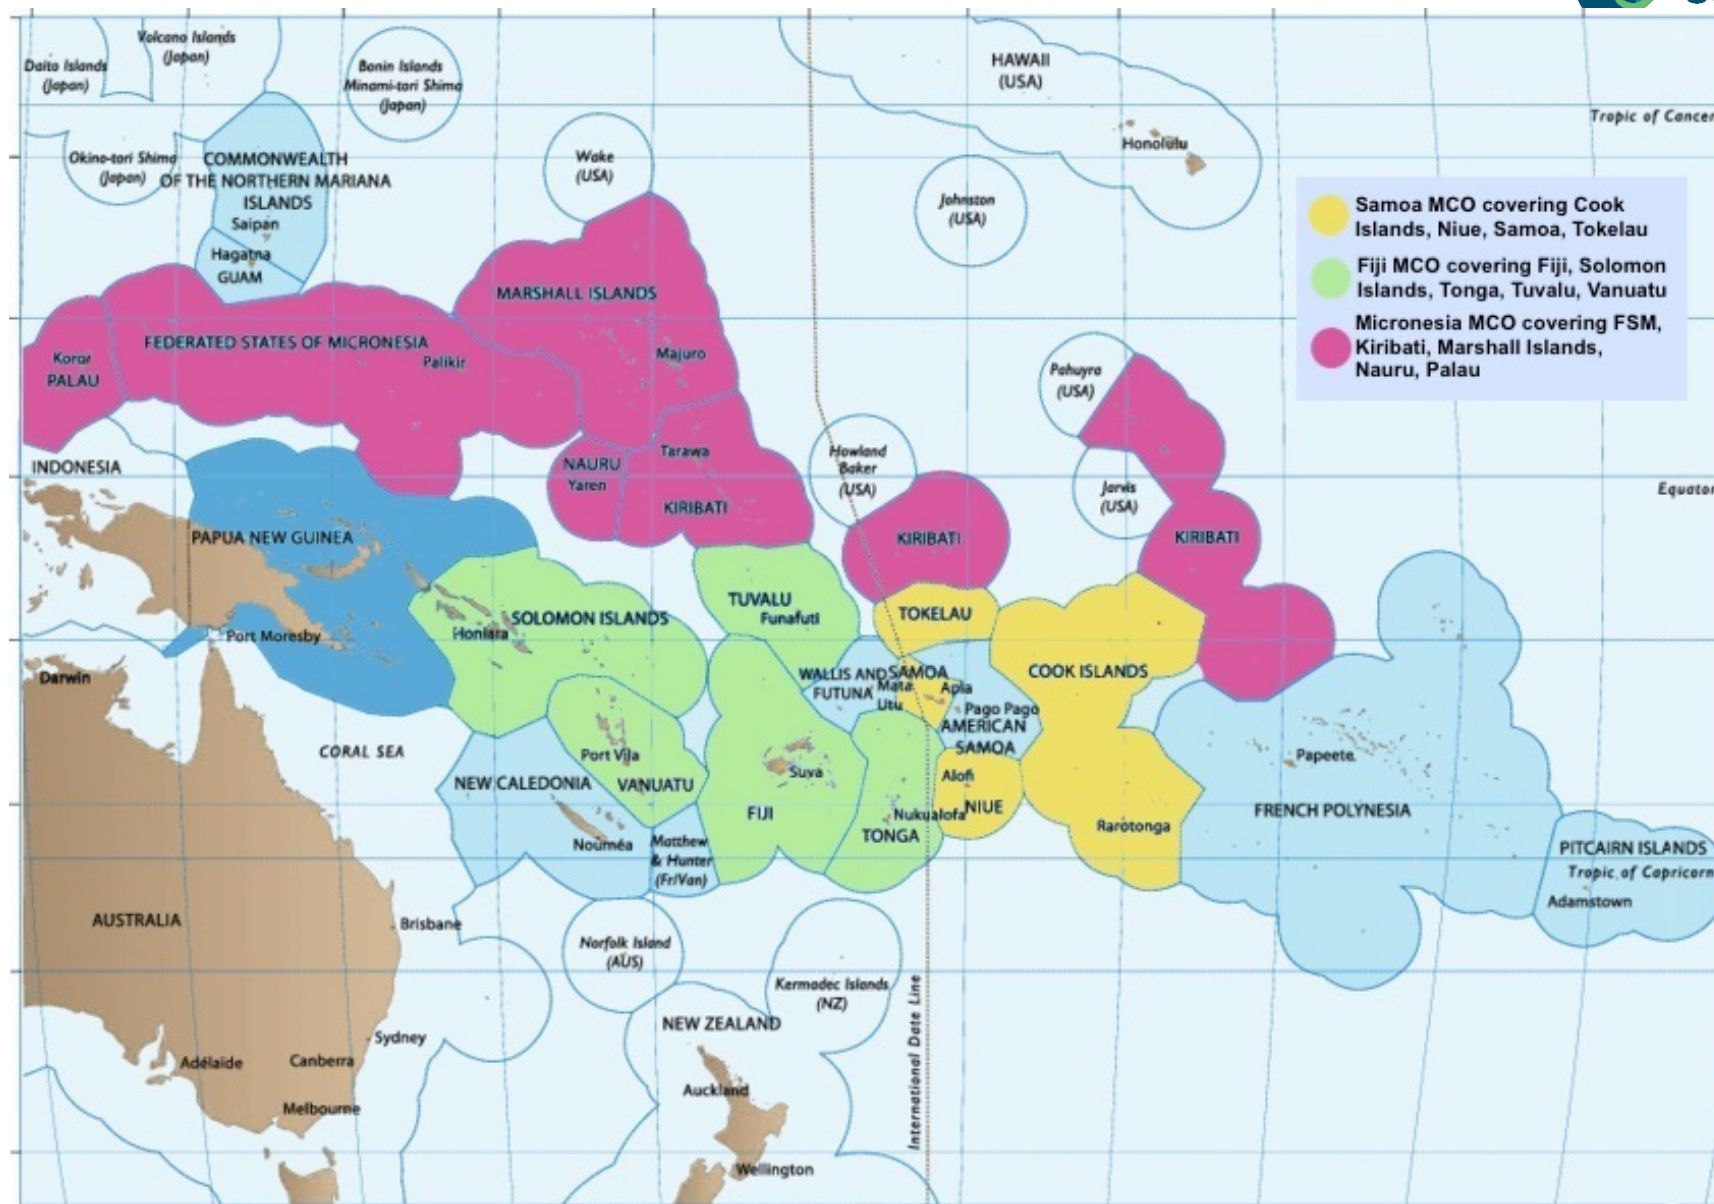 Volcano Islands
(Japan)
Daito Islands
(Japan)
Bonin Islands
Minami-tori Shima
(Japan)
HAWAII
(USA)
Tropic of Cancer
Honolulu
Okino-tori Shima
(Japan)
COMMONWEALTH
OF THE NORTHERN MARIANA
ISLANDS
Saipan
Hagatna
GUAM
Wake
(USA)
Johnston
(USA)
Samoa MCO covering Cook
Islands, Niue, Samoa, Tokelau
Fiji MCO covering Fiji, Solomon
Islands, Tonga, Tuvalu, Vanuatu
Micronesia MCO covering FSM,
Kiribati, Marshall Islands,
Nauru, Palau
MARSHALL ISLANDS
Majuro
FEDERATED STATES OF MICRONESIA
Palikir
Koror
PALAU
Pahuyra
(USA)
INDONESIA
NAURU
Yaren
Tarawa
KIRIBATI
Howland
Baker
(USA)
Jarvis
(USA)
Equator
PAPUA NEW GUINEA
KIRIBATI
KIRIBATI
Port Moresby
SOLOMON ISLANDS
Honiara
TUVALU
Funafuti
TOKELAU
Darwin
WALLIS AND
FUTUNA
Mata
Utu
SAMOA
Apia
COOK ISLANDS
Pago Pago
AMERICAN
SAMOA
CORAL SEA
Port Vila
VANUATU
NEW CALEDONIA
Suva
FIJI
Alofi
NIUE
Nukualofa
TONGA
Papeete
FRENCH POLYNESIA
Rarotonga
Nouméa
Matthew
& Hunter
(Fr/Van)
PITCAIRN ISLANDS
Tropic of Capricorn
Adamstown
AUSTRALIA
Brisbane
Norfolk Island
(AUS)
Kermadec Islands
(NZ)
International Date Line
NEW ZEALAND
Sydney
Adélaïde
Canberra
Auckland
Melbourne
Wellington